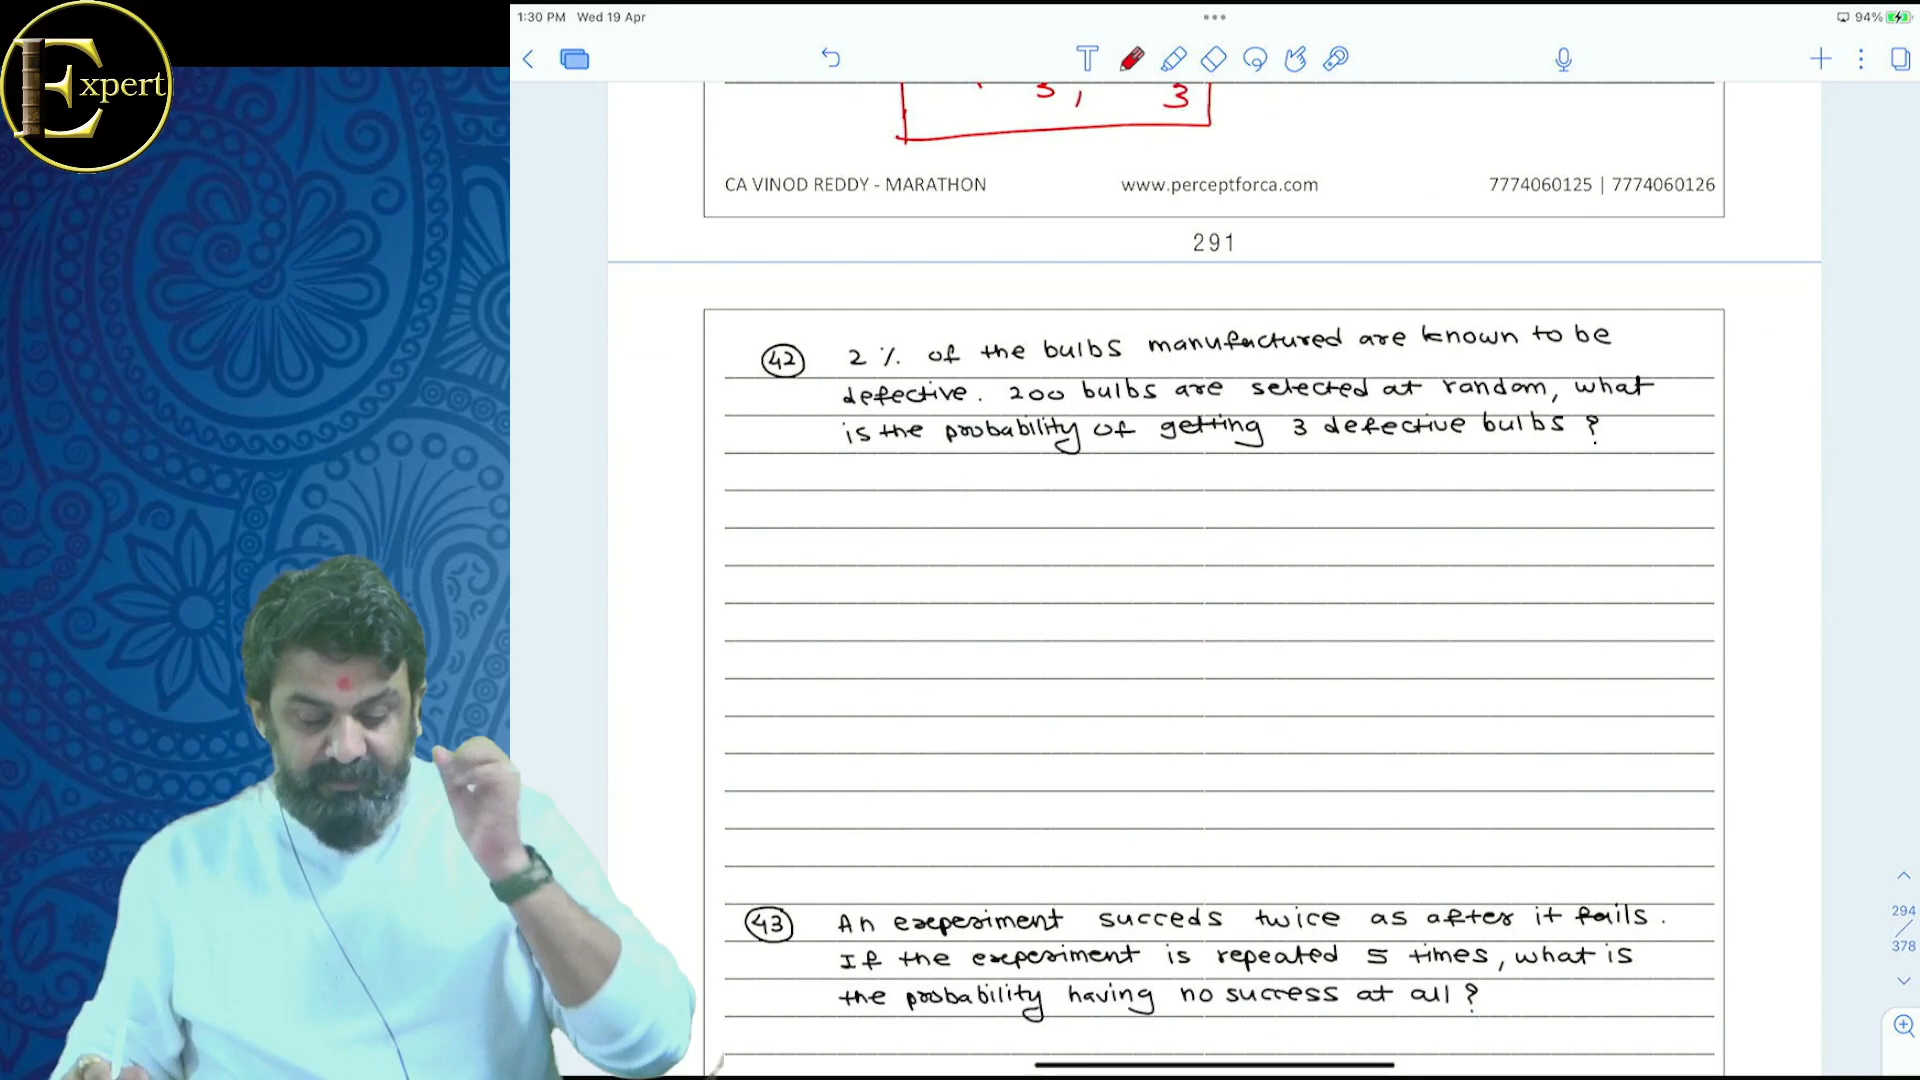 1:30 PM Wed 19 Apr
94%
Expert
T
3, 3
CA VINOD REDDY - MARATHON www.perceptforca.com 7774060125 | 7774060126
291
42 2 % of the bulbs manufactured are known to be
defective. 200 bulbs are selected at random, what
is the probability of getting 3 defective bulbs ?
43 An experiment succeds twice as after it fails.
If the experiment is repeated 5 times, what is
the probability having no success at all ?
294
378